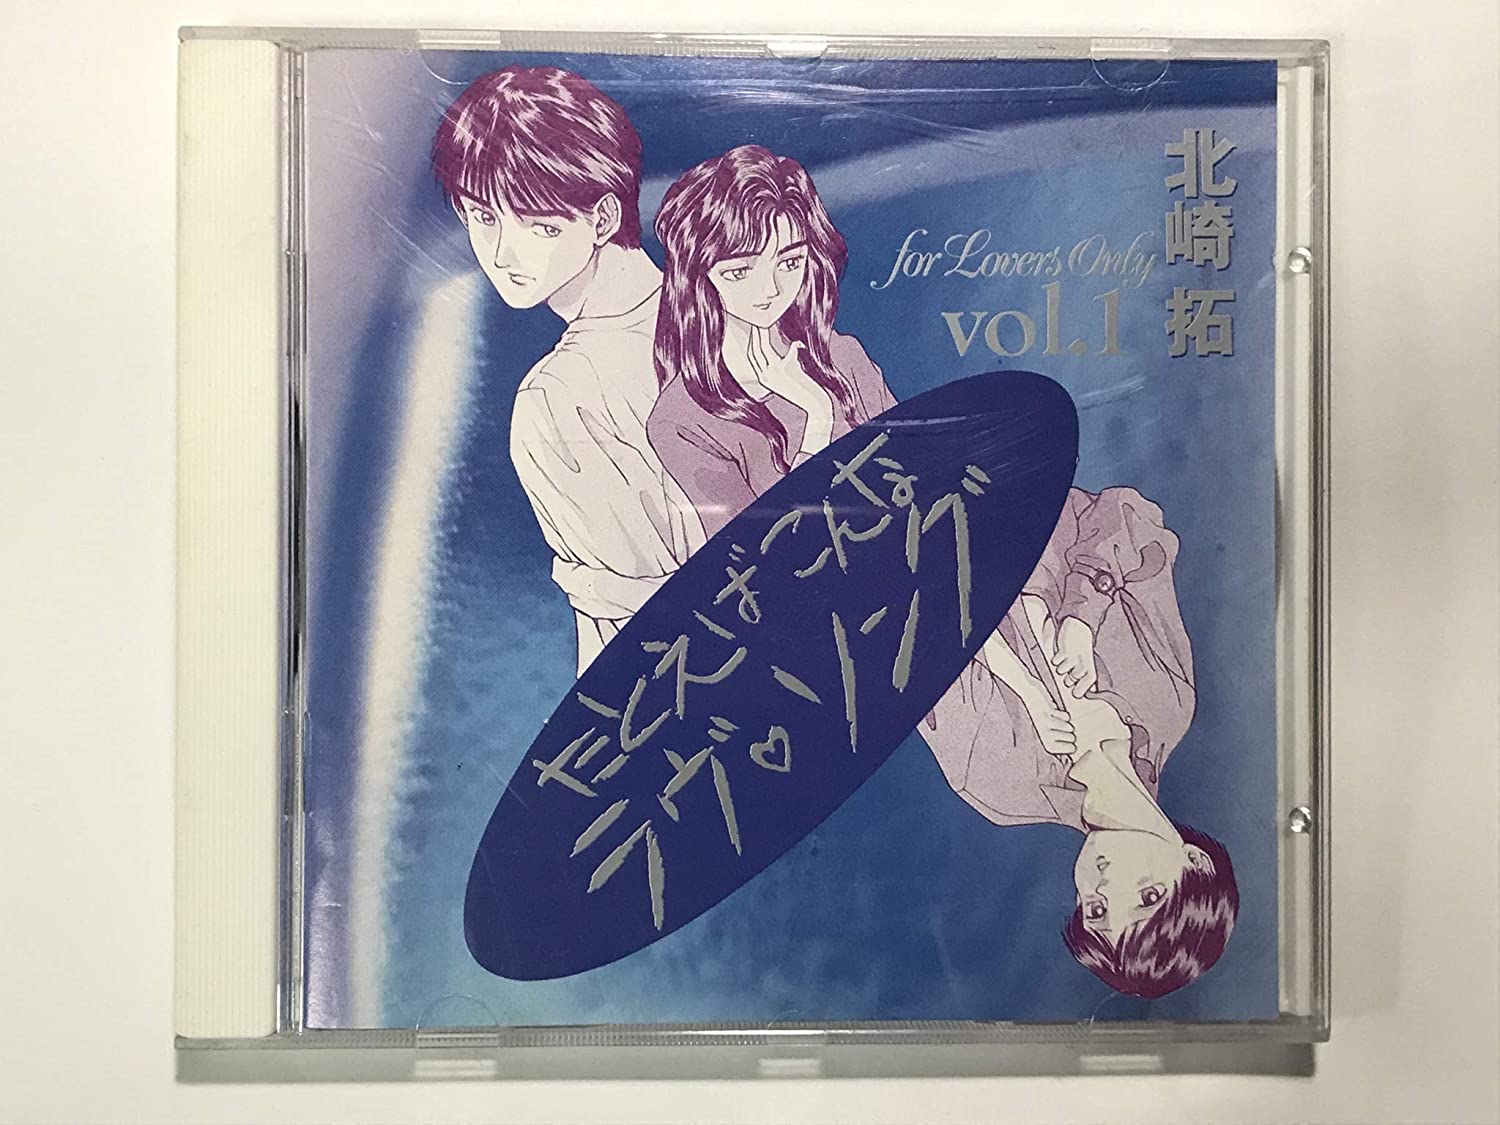 北崎 拓
for Lovers Only
vol.1
たとえばこんな
ラヴ・ソング